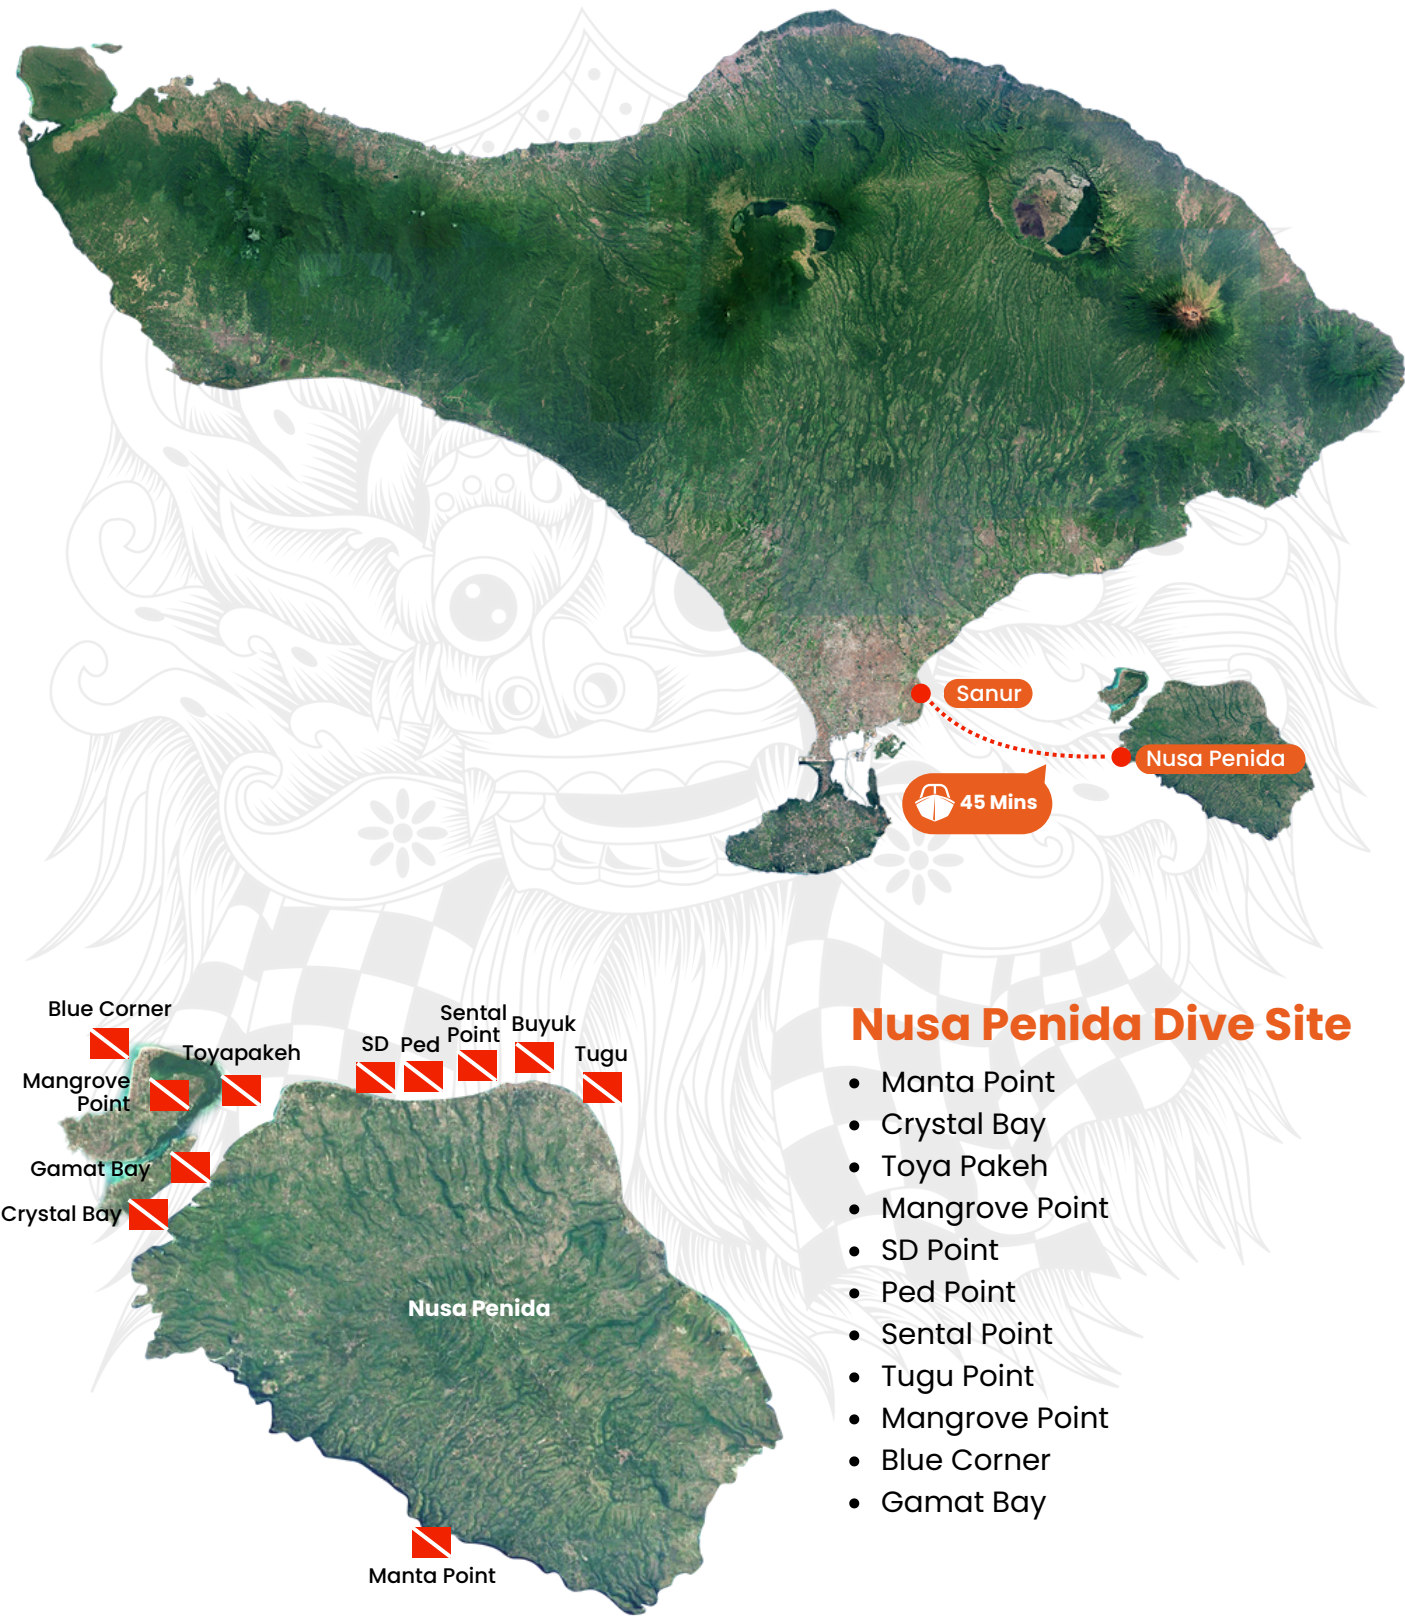 Sanur
Nusa Penida
45 Mins
Blue Corner
Toyapakeh
Mangrove
Point
Gamat Bay
Crystal Bay
SD
Ped
Sental
Point
Buyuk
Tugu
Nusa Penida
Manta Point
Nusa Penida Dive Site
• Manta Point
• Crystal Bay
• Toya Pakeh
• Mangrove Point
• SD Point
• Ped Point
• Sental Point
• Tugu Point
• Mangrove Point
• Blue Corner
• Gamat Bay